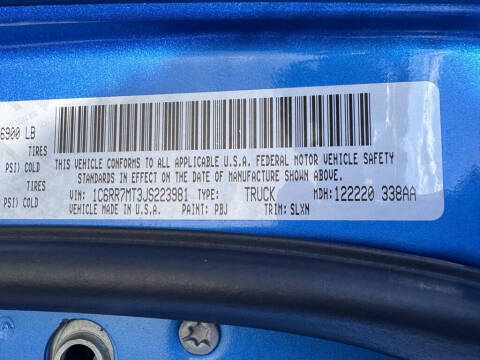 6900 LB
TIRES
PSI) COLD
TIRES
PSI) COLD
THIS VEHICLE CONFORMS TO ALL APPLICABLE U.S.A. FEDERAL MOTOR VEHICLE SAFETY
STANDARDS IN EFFECT ON THE DATE OF MANUFACTURE SHOWN ABOVE.
VIN: 1C6RR7MT3JS223981 TYPE: TRUCK MDH: 122220 338AA
VEHICLE MADE IN U.S.A. PAINT: PBJ TRIM: SLXN